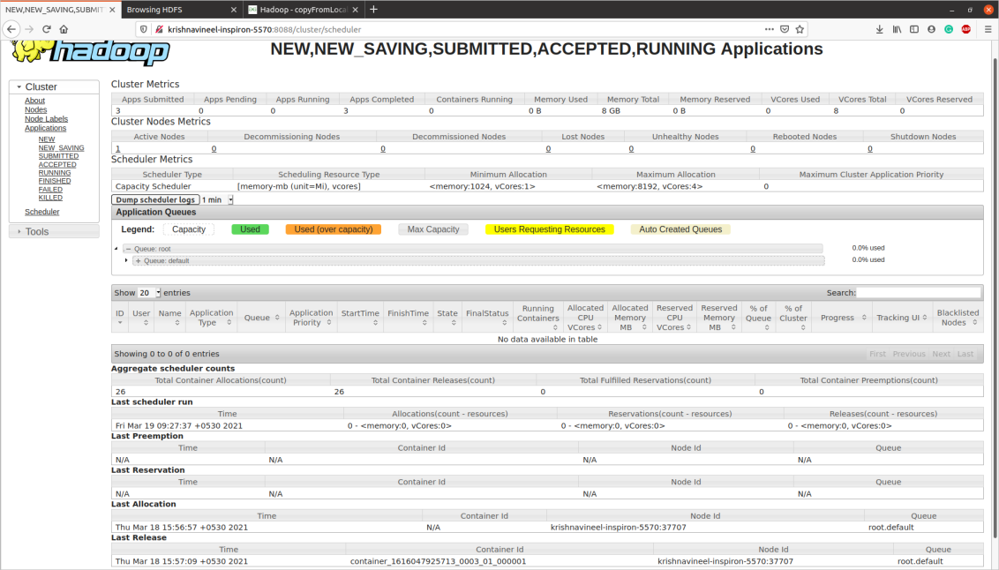 NEW,NEW_SAVING,SUBMIT
Browsing HDFS
Hadoop - copyFromLoca
krishnavineel-inspiron-5570:8088/cluster/scheduler
hadoop
NEW,NEW_SAVING,SUBMITTED,ACCEPTED,RUNNING Applications
Cluster
About
Nodes
Node Labels
Applications
NEW
NEW_SAVING
SUBMITTED
ACCEPTED
RUNNING
FINISHED
FAILED
KILLED
Scheduler
Tools
Cluster Metrics
Apps Submitted Apps Pending Apps Running Apps Completed Containers Running Memory Used Memory Total Memory Reserved VCores Used VCores Total VCores Reserved
3 0 0 3 0 0 B 8 GB 0 B 0 8 0
Cluster Nodes Metrics
Active Nodes Decommissioning Nodes Decommissioned Nodes Lost Nodes Unhealthy Nodes Rebooted Nodes Shutdown Nodes
1 0 0 0 0 0 0
Scheduler Metrics
Scheduler Type Scheduling Resource Type Minimum Allocation Maximum Allocation Maximum Cluster Application Priority
Capacity Scheduler [memory-mb (unit=Mi), vcores] <memory:1024, vCores:1> <memory:8192, vCores:4> 0
Dump scheduler logs 1 min
Application Queues
Legend: Capacity Used Used (over capacity) Max Capacity Users Requesting Resources Auto Created Queues
− Queue: root 0.0% used
+ Queue: default 0.0% used
Show 20 entries Search:
ID User Name Application Type Queue Application Priority StartTime FinishTime State FinalStatus Running Containers Allocated CPU VCores Allocated Memory MB Reserved CPU VCores Reserved Memory MB % of Queue % of Cluster Progress Tracking UI Blacklisted Nodes
No data available in table
Showing 0 to 0 of 0 entries First Previous Next Last
Aggregate scheduler counts
Total Container Allocations(count) Total Container Releases(count) Total Fulfilled Reservations(count) Total Container Preemptions(count)
26 26 0 0
Last scheduler run
Time Allocations(count - resources) Reservations(count - resources) Releases(count - resources)
Fri Mar 19 09:27:37 +0530 2021 0 - <memory:0, vCores:0> 0 - <memory:0, vCores:0> 0 - <memory:0, vCores:0>
Last Preemption
Time Container Id Node Id Queue
N/A N/A N/A N/A
Last Reservation
Time Container Id Node Id Queue
N/A N/A N/A N/A
Last Allocation
Time Container Id Node Id Queue
Thu Mar 18 15:56:57 +0530 2021 N/A krishnavineel-inspiron-5570:37707 root.default
Last Release
Time Container Id Node Id Queue
Thu Mar 18 15:57:09 +0530 2021 container_1616047925713_0003_01_000001 krishnavineel-inspiron-5570:37707 root.default